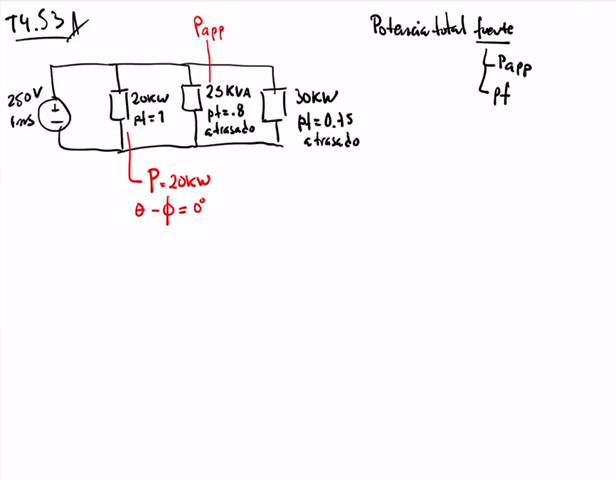 T4.53A
Potencia total fuente
Papp
pf
Papp
250V
rms
20KW
pf=1
25KVA
pf=.8
atrasado
30KW
pf=0.75
atrasado
P=20KW
θ-ϕ=0°